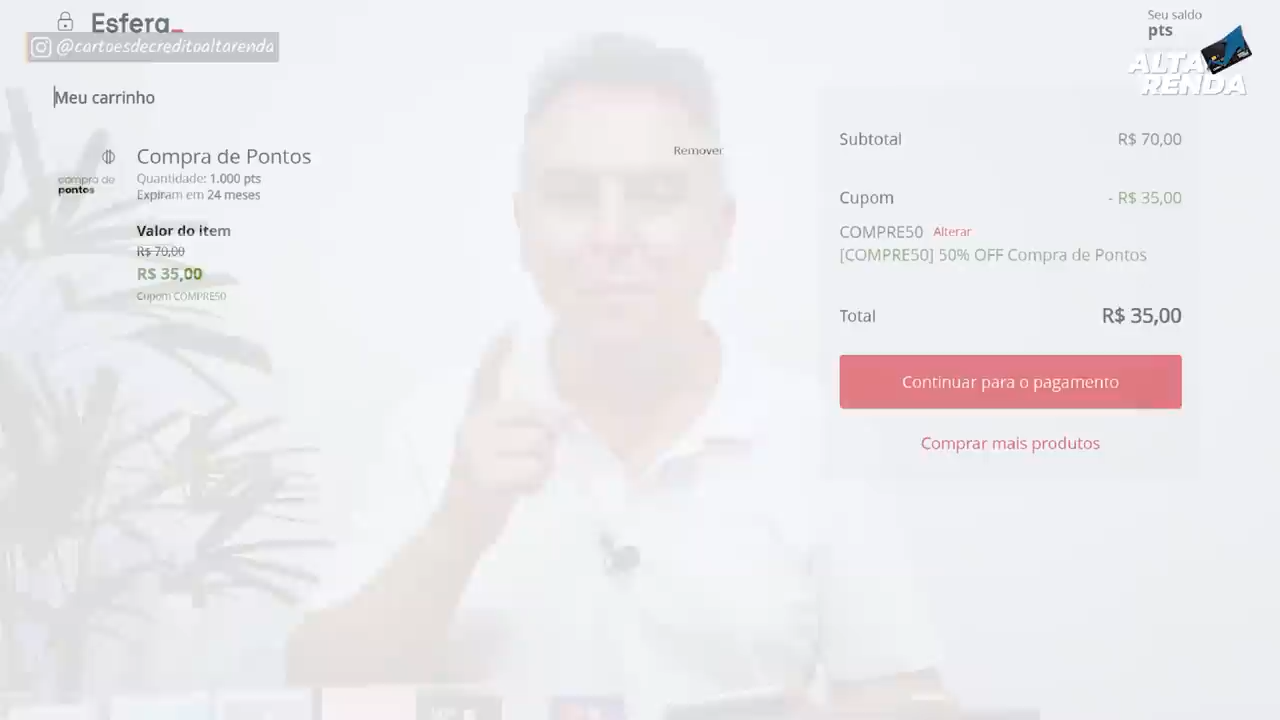 Esfera_
@cartoesdecreditoaltarenda
Seu saldo
pts
ALTA
RENDA
Meu carrinho
compra de
pontos
Compra de Pontos
Quantidade: 1.000 pts
Expiram em 24 meses
Remover
Valor do item
R$ 70,00
R$ 35,00
Cupom COMPRE50
Subtotal R$ 70,00
Cupom - R$ 35,00
COMPRE50 Alterar
[COMPRE50] 50% OFF Compra de Pontos
Total R$ 35,00
Continuar para o pagamento
Comprar mais produtos